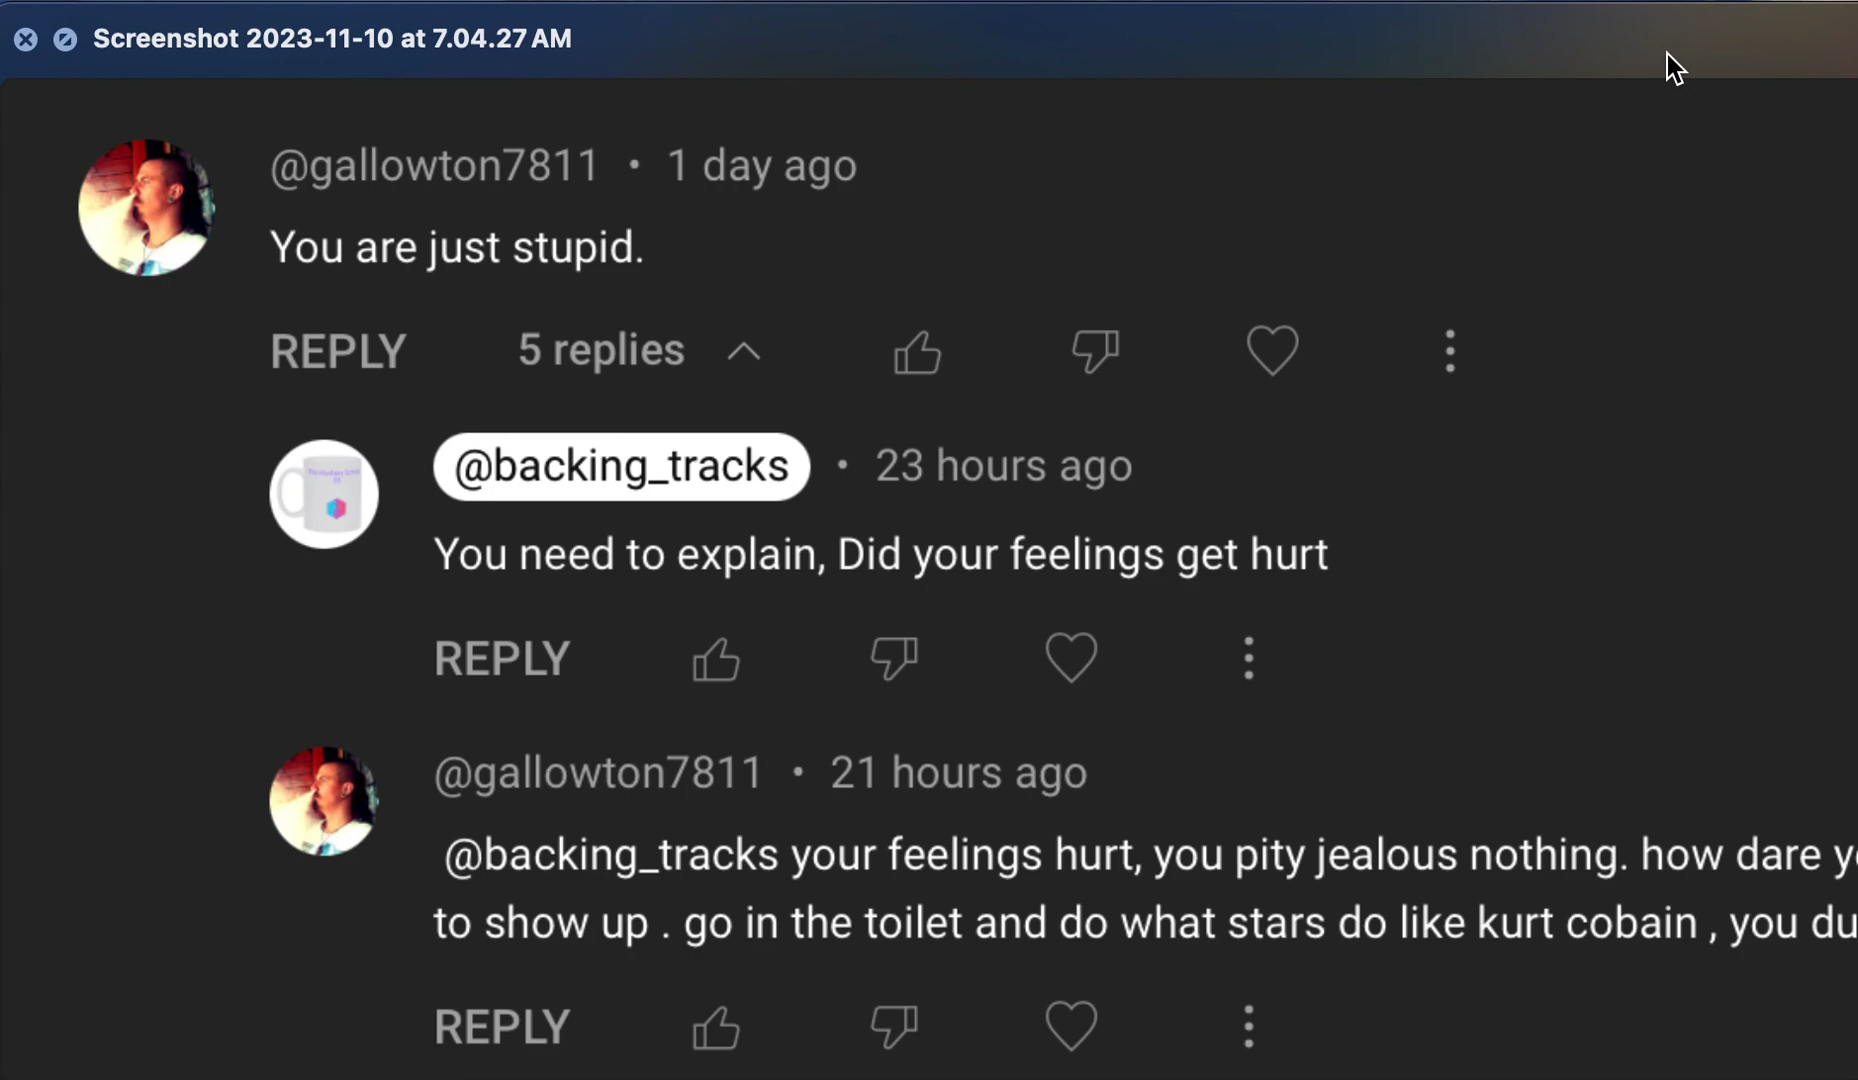 Screenshot 2023-11-10 at 7.04.27 AM
@gallowton7811 • 1 day ago
You are just stupid.
REPLY 5 replies
@backing_tracks • 23 hours ago
You need to explain, Did your feelings get hurt
REPLY
@gallowton7811 • 21 hours ago
@backing_tracks your feelings hurt, you pity jealous nothing. how dare
to show up . go in the toilet and do what stars do like kurt cobain , you
REPLY